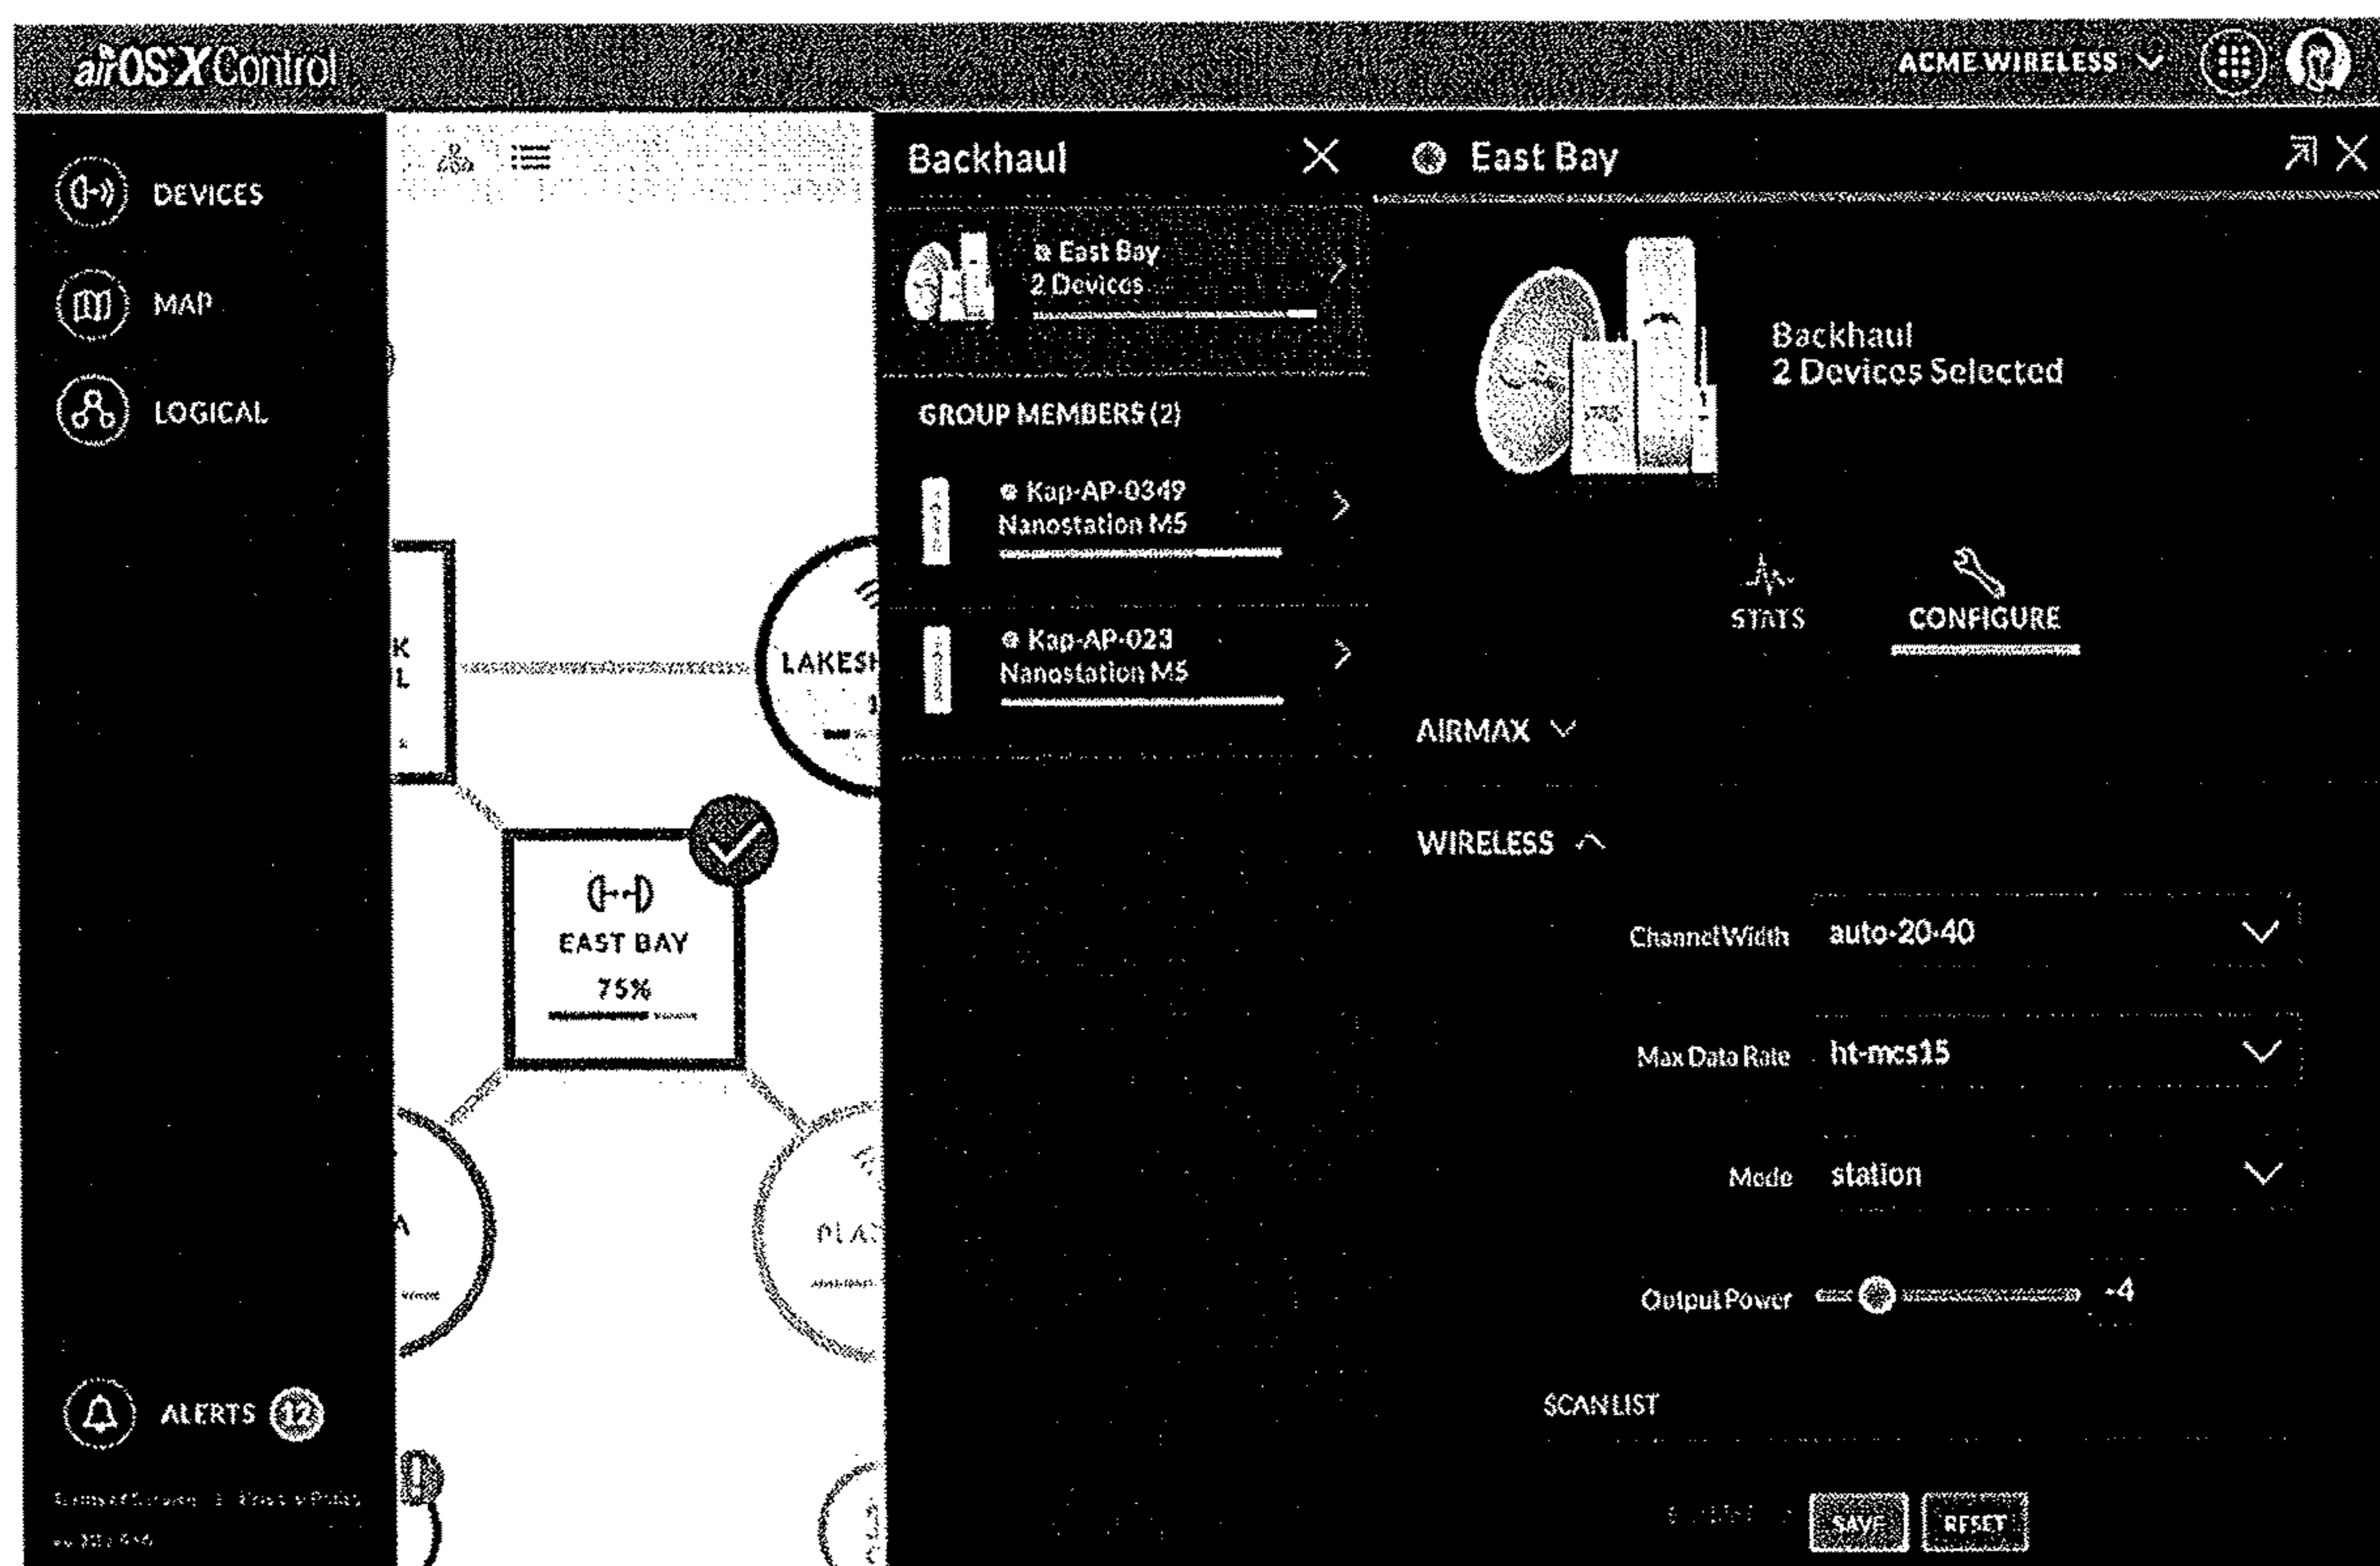 airOS X Control
ACME WIRELESS
DEVICES
MAP
LOGICAL
ALERTS 12
K
L
LAKESH
EAST BAY
75%
A
PLA
Backhaul
East Bay
2 Devices
GROUP MEMBERS (2)
Kap-AP-0349
Nanostation M5
Kap-AP-023
Nanostation M5
East Bay
Backhaul
2 Devices Selected
STATS
CONFIGURE
AIRMAX
WIRELESS
Channel Width auto-20-40
Max Data Rate ht-mcs15
Mode station
Output Power -4
SCAN LIST
SAVE RESET